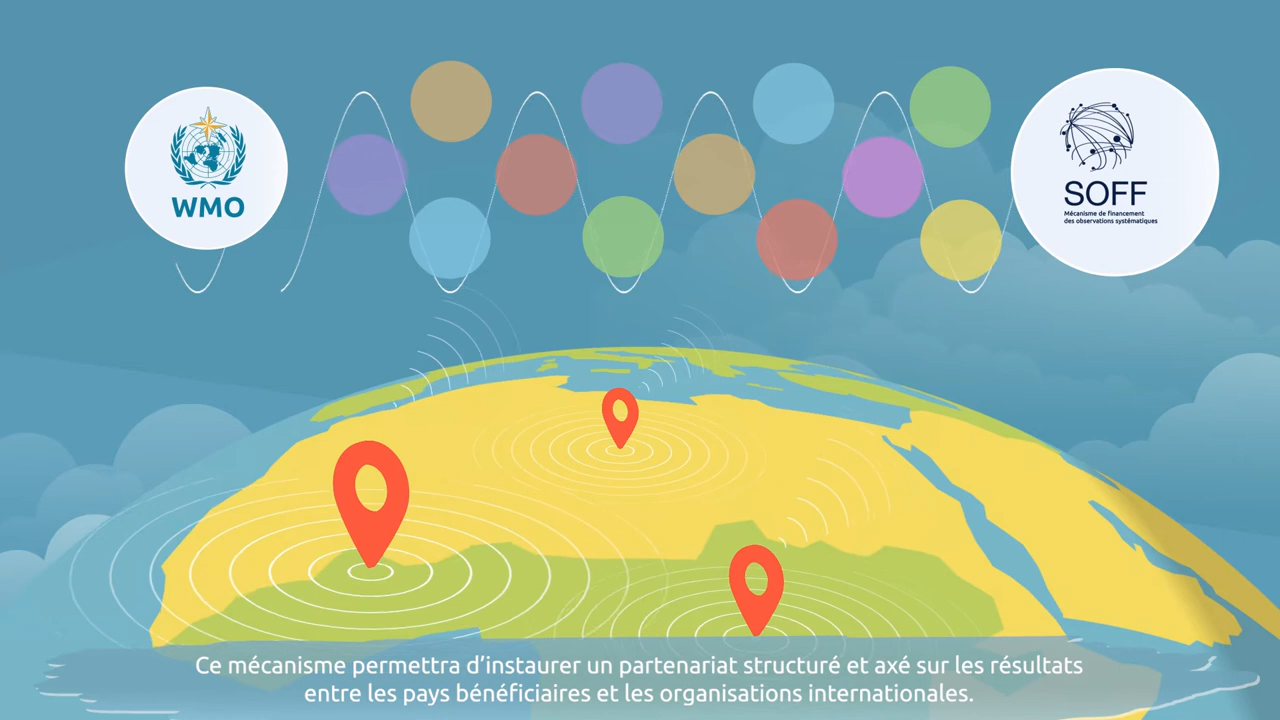 WMO
SOFF
Mécanisme de financement
des observations systématiques
Ce mécanisme permettra d'instaurer un partenariat structuré et axé sur les résultats
entre les pays bénéficiaires et les organisations internationales.